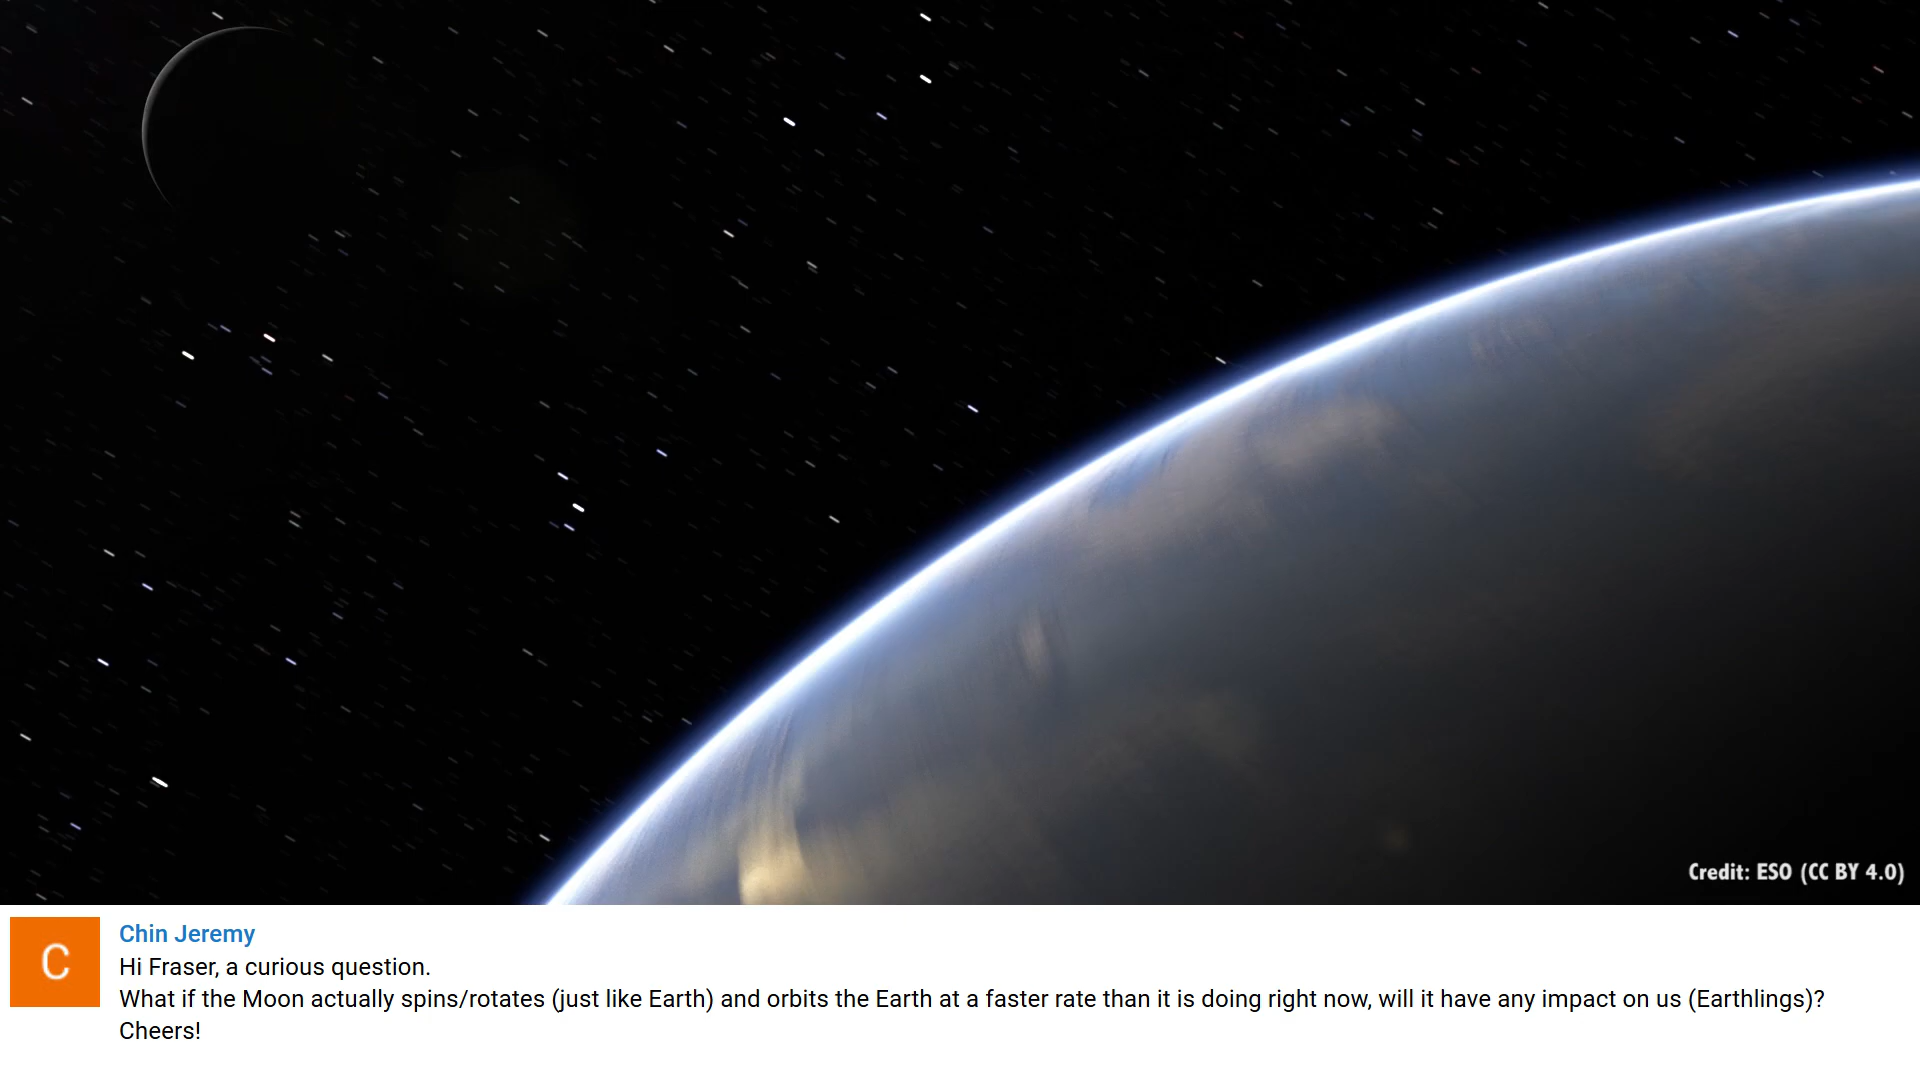 Credit: ESO (CC BY 4.0)
C
Chin Jeremy
Hi Fraser, a curious question.
What if the Moon actually spins/rotates (just like Earth) and orbits the Earth at a faster rate than it is doing right now, will it have any impact on us (Earthlings)?
Cheers!